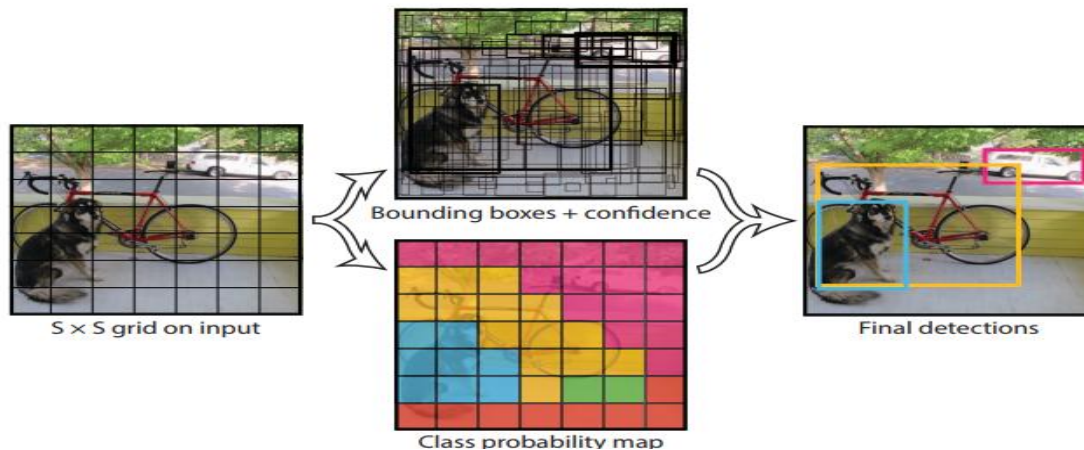 S × S grid on input
Bounding boxes + confidence
Class probability map
Final detections